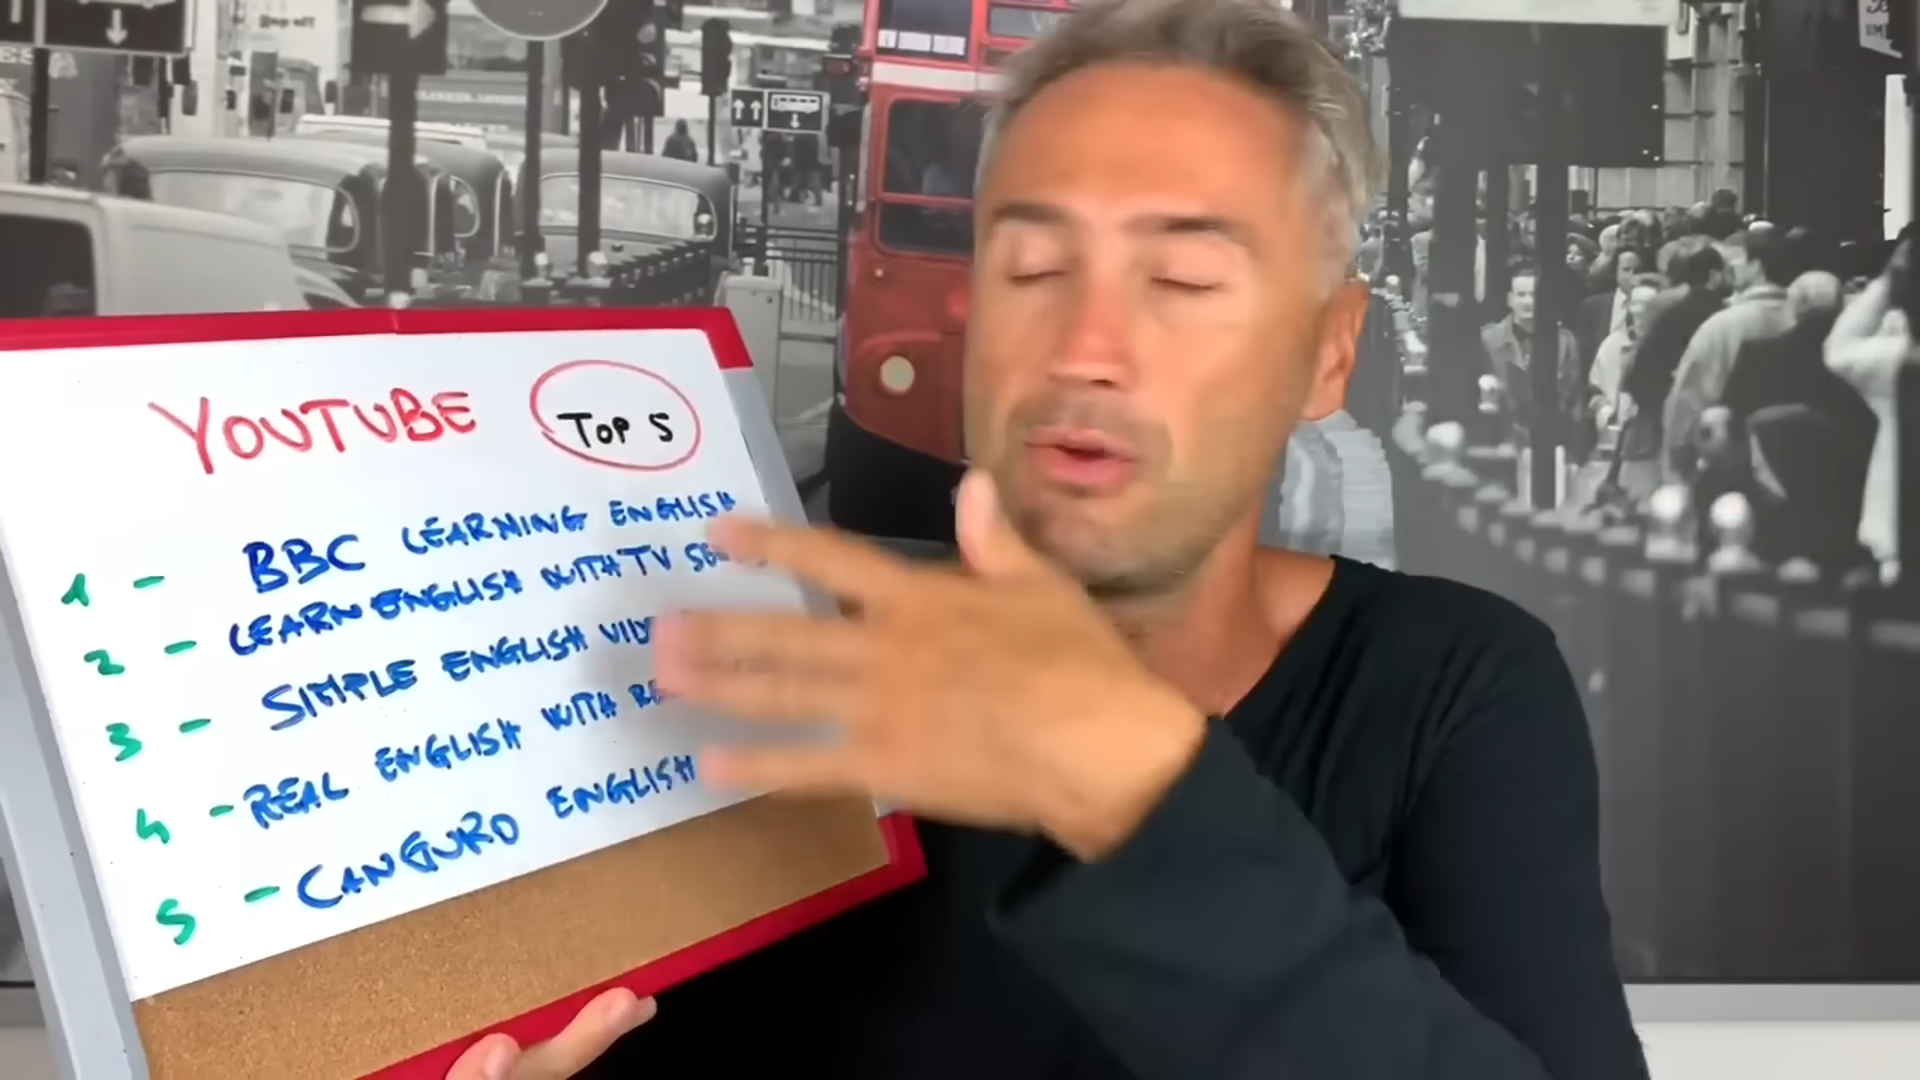 YOUTUBE
TOP 5
1 - BBC LEARNING ENGLISH
2 - LEARN ENGLISH WITH TV
3 - SIMPLE ENGLISH
4 - REAL ENGLISH WITH
5 - CANGURO ENGLISH